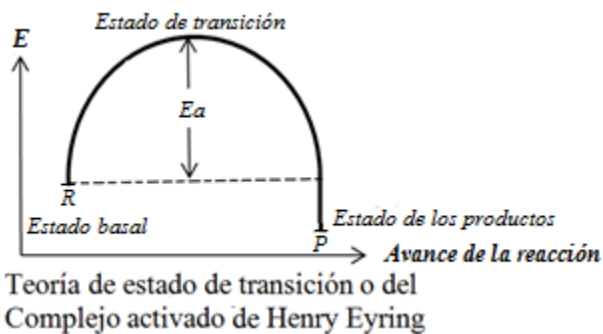 Estado de transición
E
Ea
R
Estado basal
Estado de los productos
P
Avance de la reacción
Teoría de estado de transición o del
Complejo activado de Henry Eyring